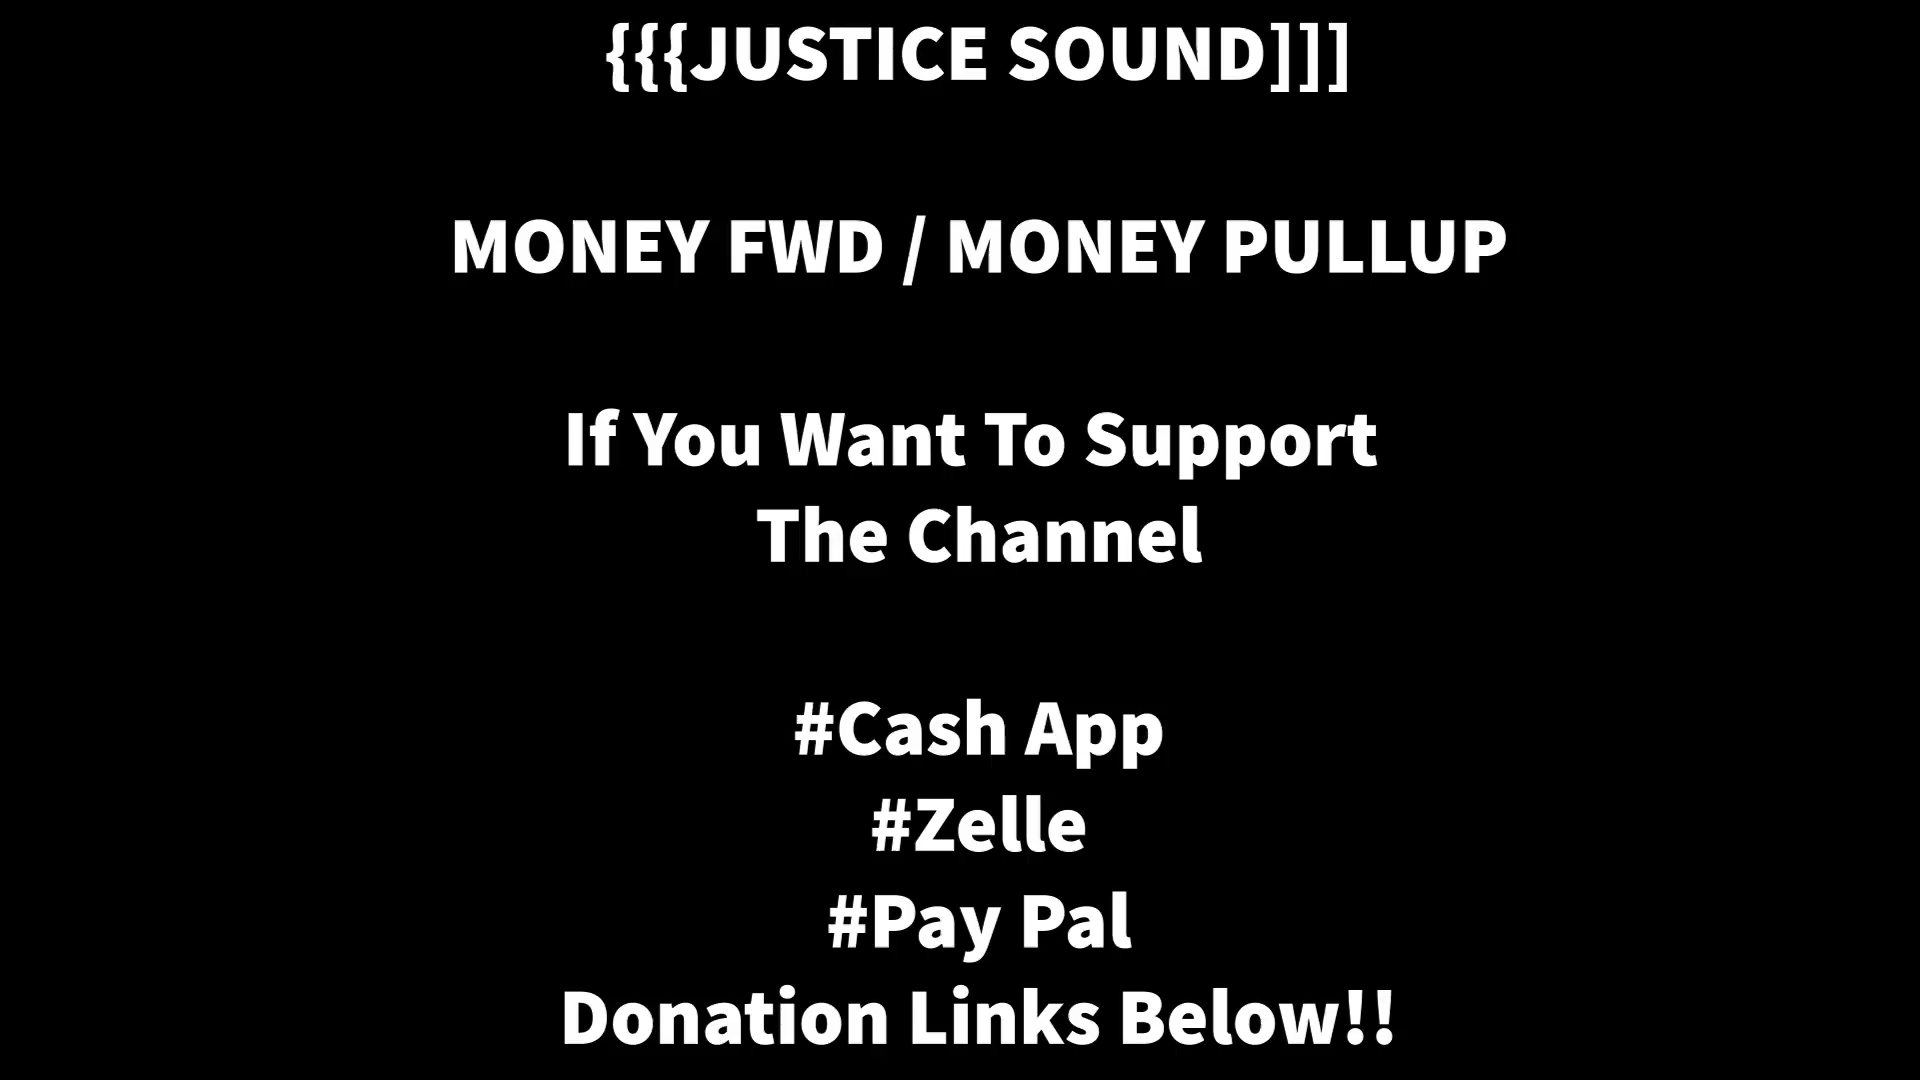 {{{JUSTICE SOUND]]]
MONEY FWD / MONEY PULLUP
If You Want To Support
The Channel
#Cash App
#Zelle
#Pay Pal
Donation Links Below!!